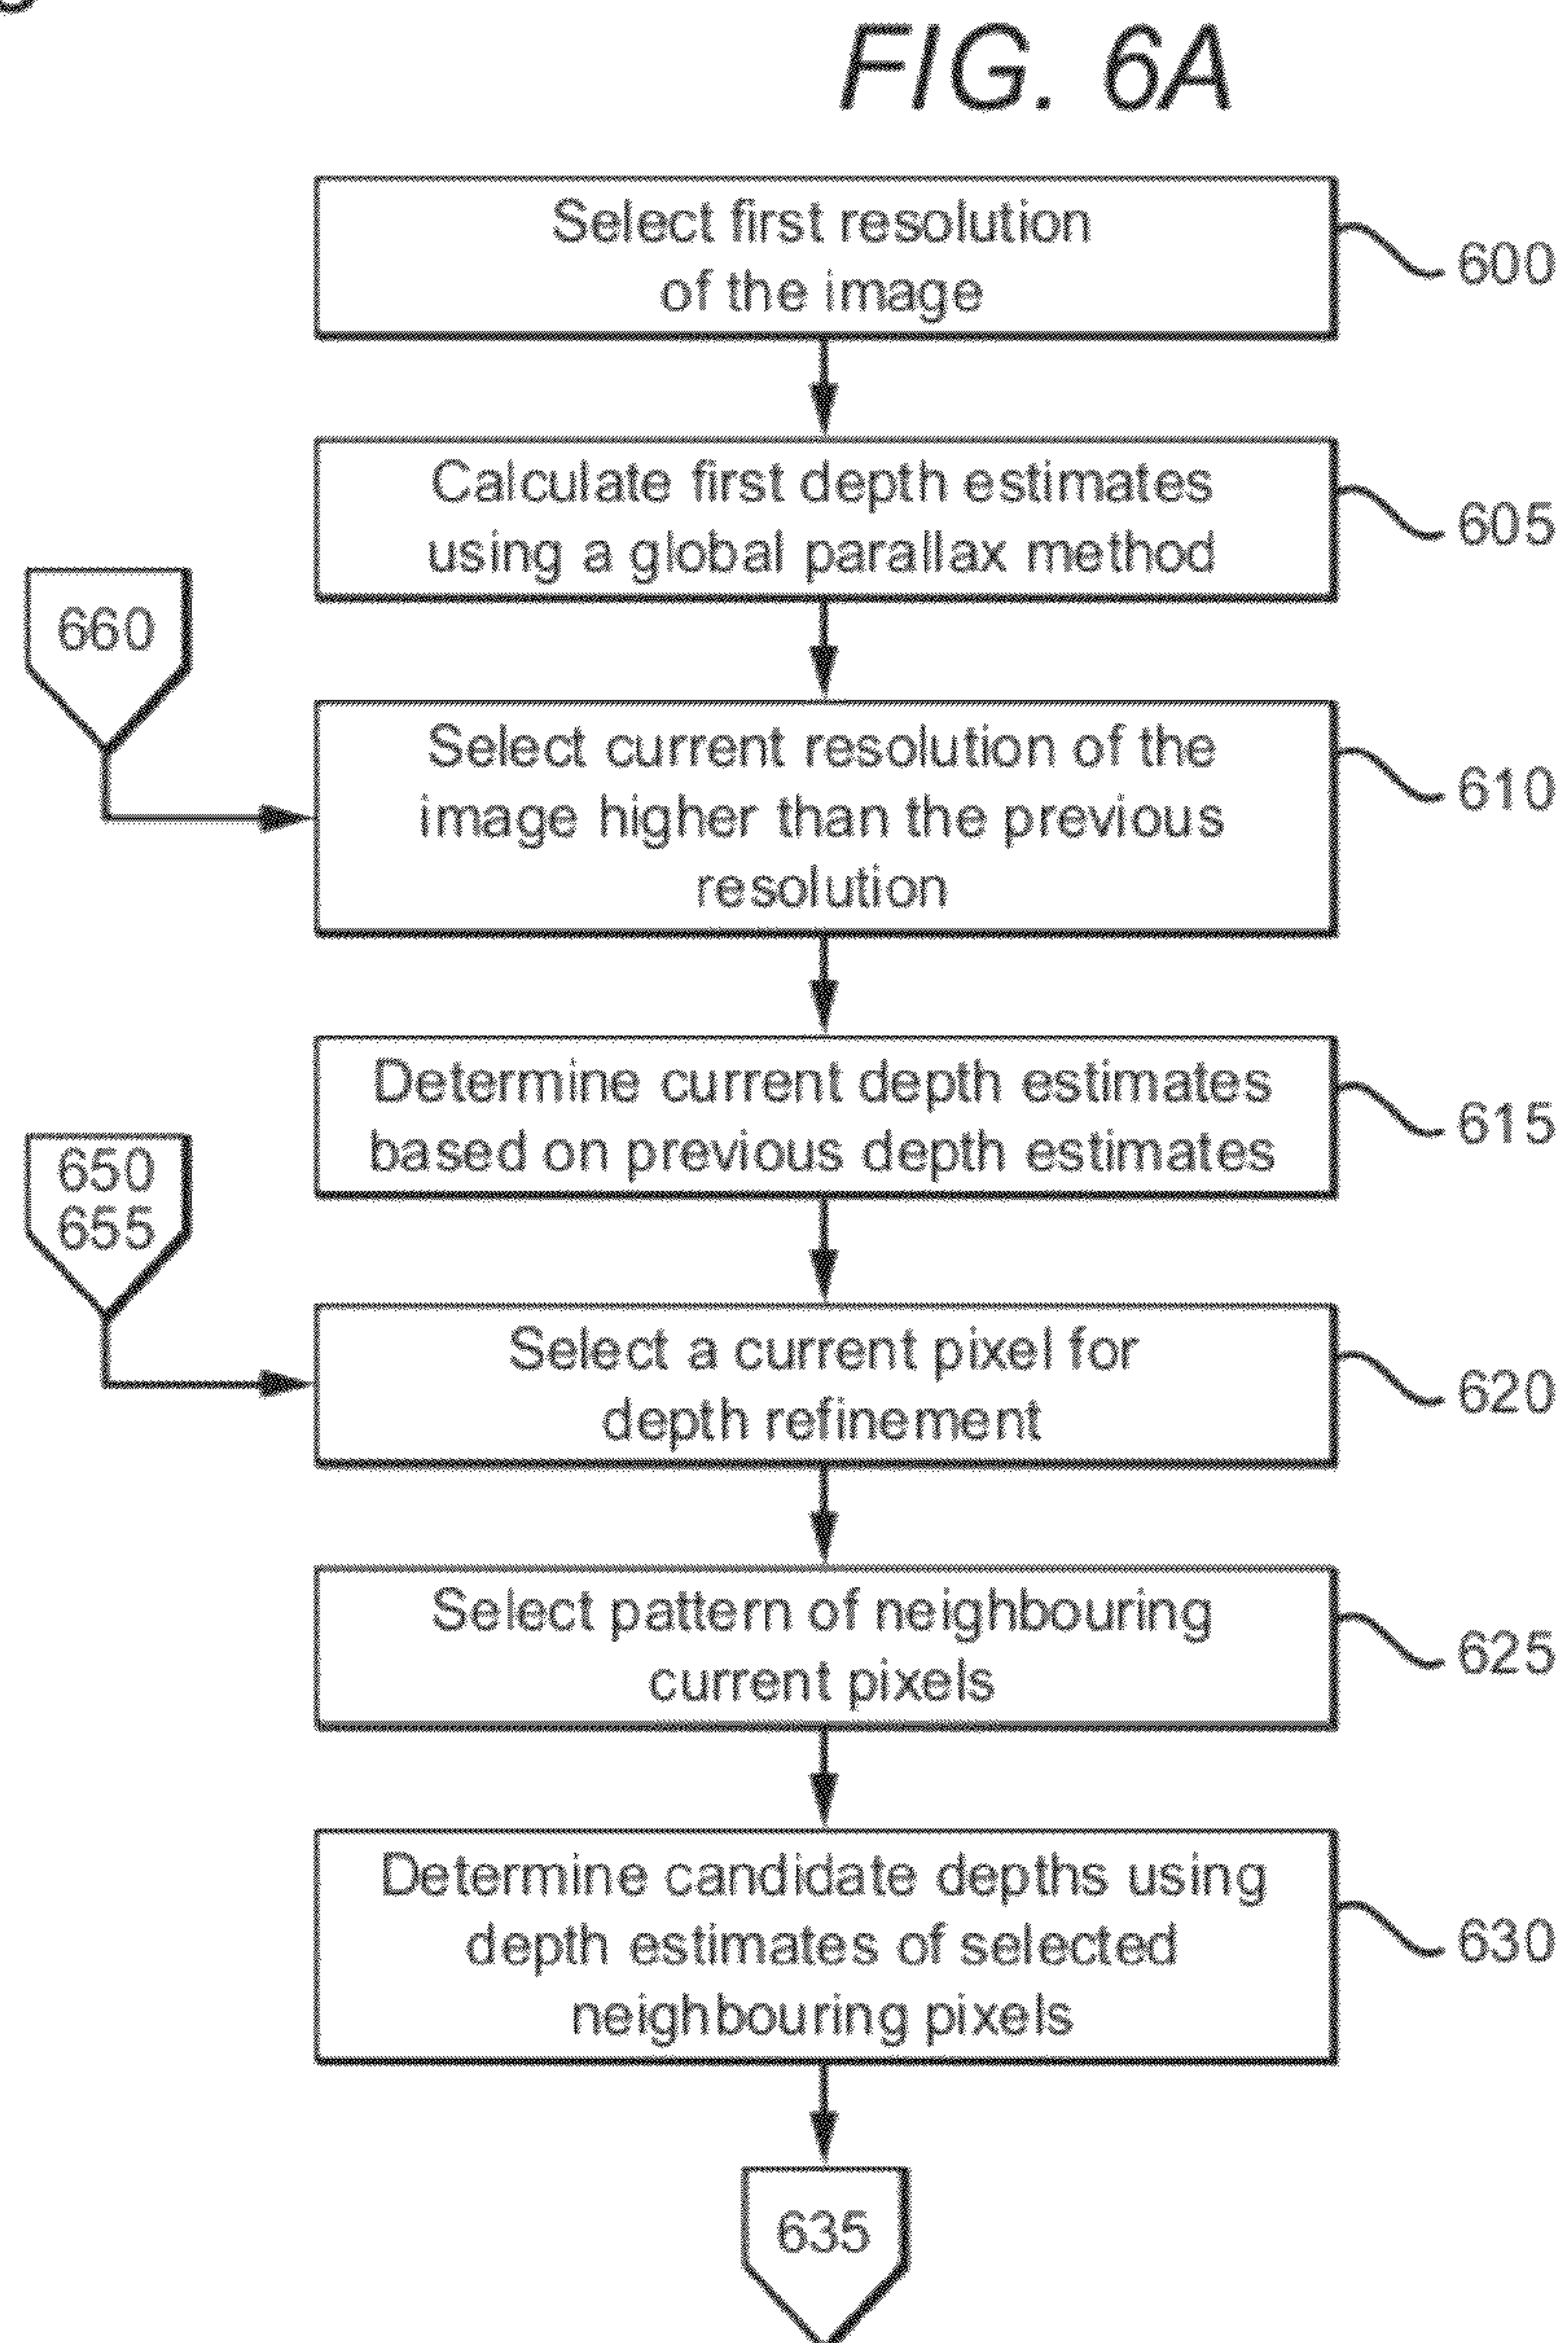 FIG. 6A
Select first resolution
of the image
600
Calculate first depth estimates
using a global parallax method
605
660
Select current resolution of the
image higher than the previous
resolution
610
Determine current depth estimates
based on previous depth estimates
615
650
655
Select a current pixel for
depth refinement
620
Select pattern of neighbouring
current pixels
625
Determine candidate depths using
depth estimates of selected
neighbouring pixels
630
635